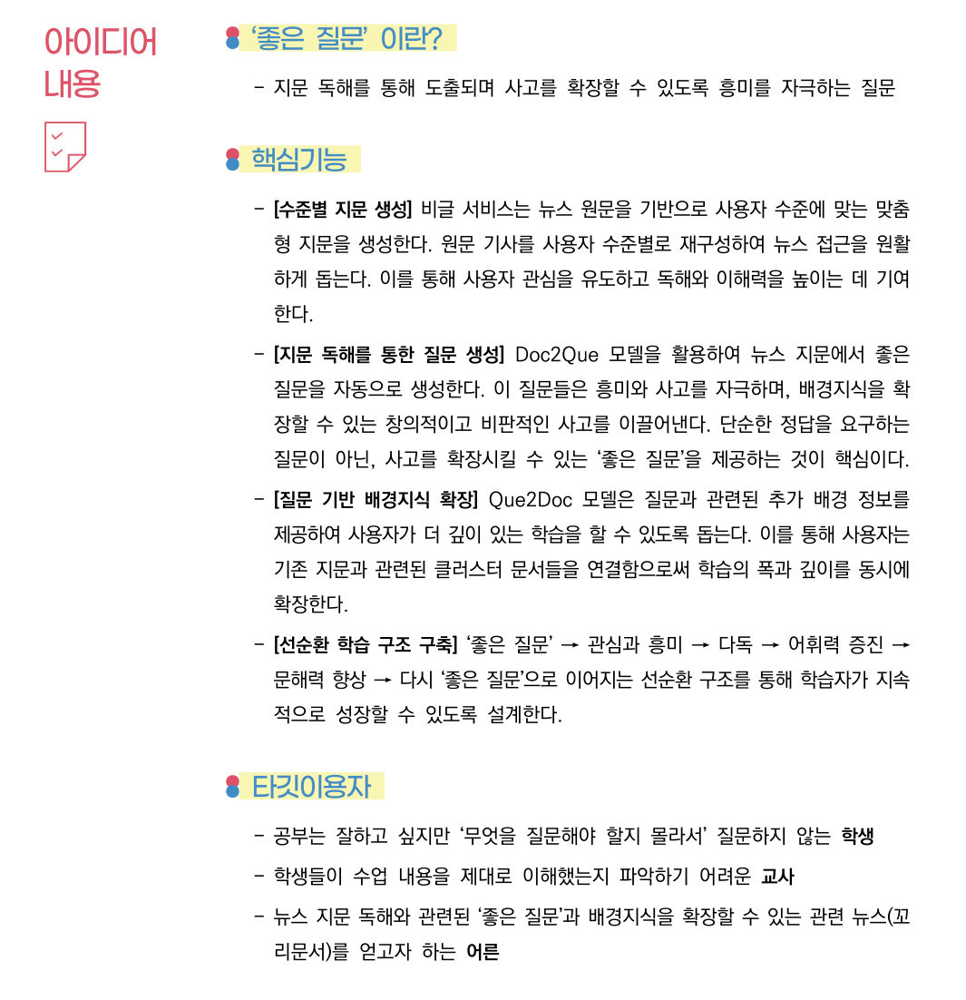 아이디어
내용
‘좋은 질문’ 이란?
- 지문 독해를 통해 도출되며 사고를 확장할 수 있도록 흥미를 자극하는 질문
핵심기능
- [수준별 지문 생성] 비글 서비스는 뉴스 원문을 기반으로 사용자 수준에 맞는 맞춤
형 지문을 생성한다. 원문 기사를 사용자 수준별로 재구성하여 뉴스 접근을 원활
하게 돕는다. 이를 통해 사용자 관심을 유도하고 독해와 이해력을 높이는 데 기여
한다.
- [지문 독해를 통한 질문 생성] Doc2Que 모델을 활용하여 뉴스 지문에서 좋은
질문을 자동으로 생성한다. 이 질문들은 흥미와 사고를 자극하며, 배경지식을 확
장할 수 있는 창의적이고 비판적인 사고를 이끌어낸다. 단순한 정답을 요구하는
질문이 아닌, 사고를 확장시킬 수 있는 ‘좋은 질문’을 제공하는 것이 핵심이다.
- [질문 기반 배경지식 확장] Que2Doc 모델은 질문과 관련된 추가 배경 정보를
제공하여 사용자가 더 깊이 있는 학습을 할 수 있도록 돕는다. 이를 통해 사용자는
기존 지문과 관련된 클러스터 문서들을 연결함으로써 학습의 폭과 깊이를 동시에
확장한다.
- [선순환 학습 구조 구축] ‘좋은 질문’ → 관심과 흥미 → 다독 → 어휘력 증진 →
문해력 향상 → 다시 ‘좋은 질문’으로 이어지는 선순환 구조를 통해 학습자가 지속
적으로 성장할 수 있도록 설계한다.
타깃이용자
- 공부는 잘하고 싶지만 ‘무엇을 질문해야 할지 몰라서’ 질문하지 않는 학생
- 학생들이 수업 내용을 제대로 이해했는지 파악하기 어려운 교사
- 뉴스 지문 독해와 관련된 ‘좋은 질문’과 배경지식을 확장할 수 있는 관련 뉴스(꼬
리문서)를 얻고자 하는 어른